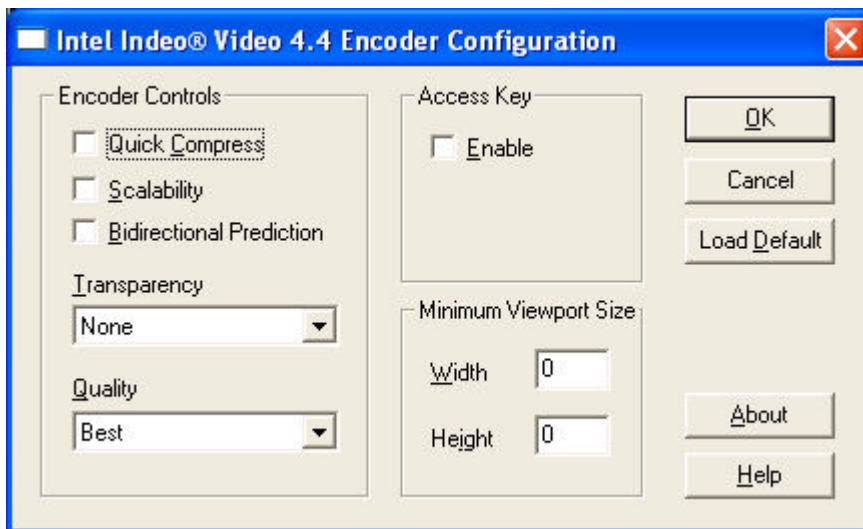 Intel Indeo® Video 4.4 Encoder Configuration
Encoder Controls
Quick Compress
Scalability
Bidirectional Prediction
Transparency
None
Quality
Best
Access Key
Enable
Minimum Viewport Size
Width 0
Height 0
OK
Cancel
Load Default
About
Help